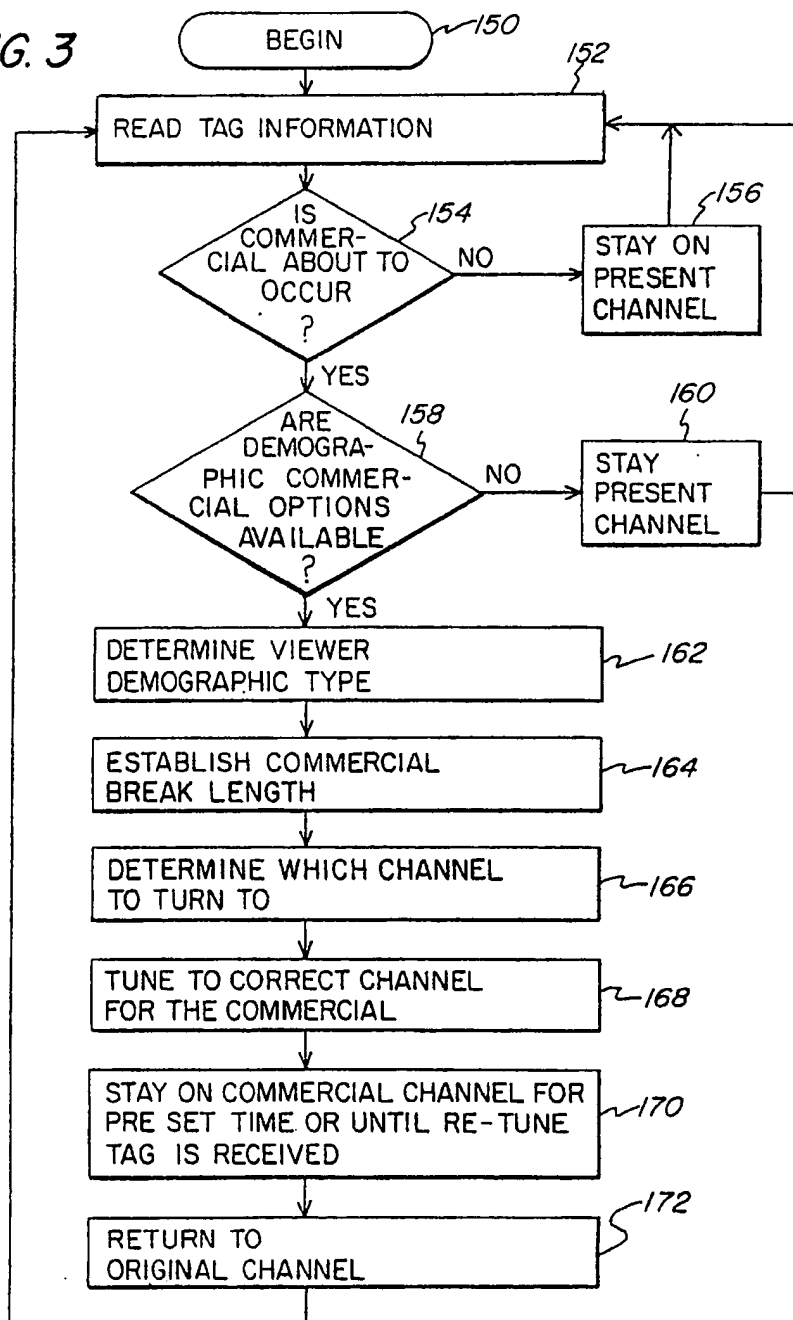 G. 3
BEGIN
150
152
READ TAG INFORMATION
IS
COMMER-
CIAL ABOUT TO
OCCUR
?
154
NO
156
STAY ON
PRESENT
CHANNEL
YES
ARE
DEMOGRA-
PHIC COMMER-
CIAL OPTIONS
AVAILABLE
?
158
NO
160
STAY
PRESENT
CHANNEL
YES
DETERMINE VIEWER
DEMOGRAPHIC TYPE
162
ESTABLISH COMMERCIAL
BREAK LENGTH
164
DETERMINE WHICH CHANNEL
TO TURN TO
166
TUNE TO CORRECT CHANNEL
FOR THE COMMERCIAL
168
STAY ON COMMERCIAL CHANNEL FOR
PRE SET TIME OR UNTIL RE-TUNE
TAG IS RECEIVED
170
RETURN TO
ORIGINAL CHANNEL
172